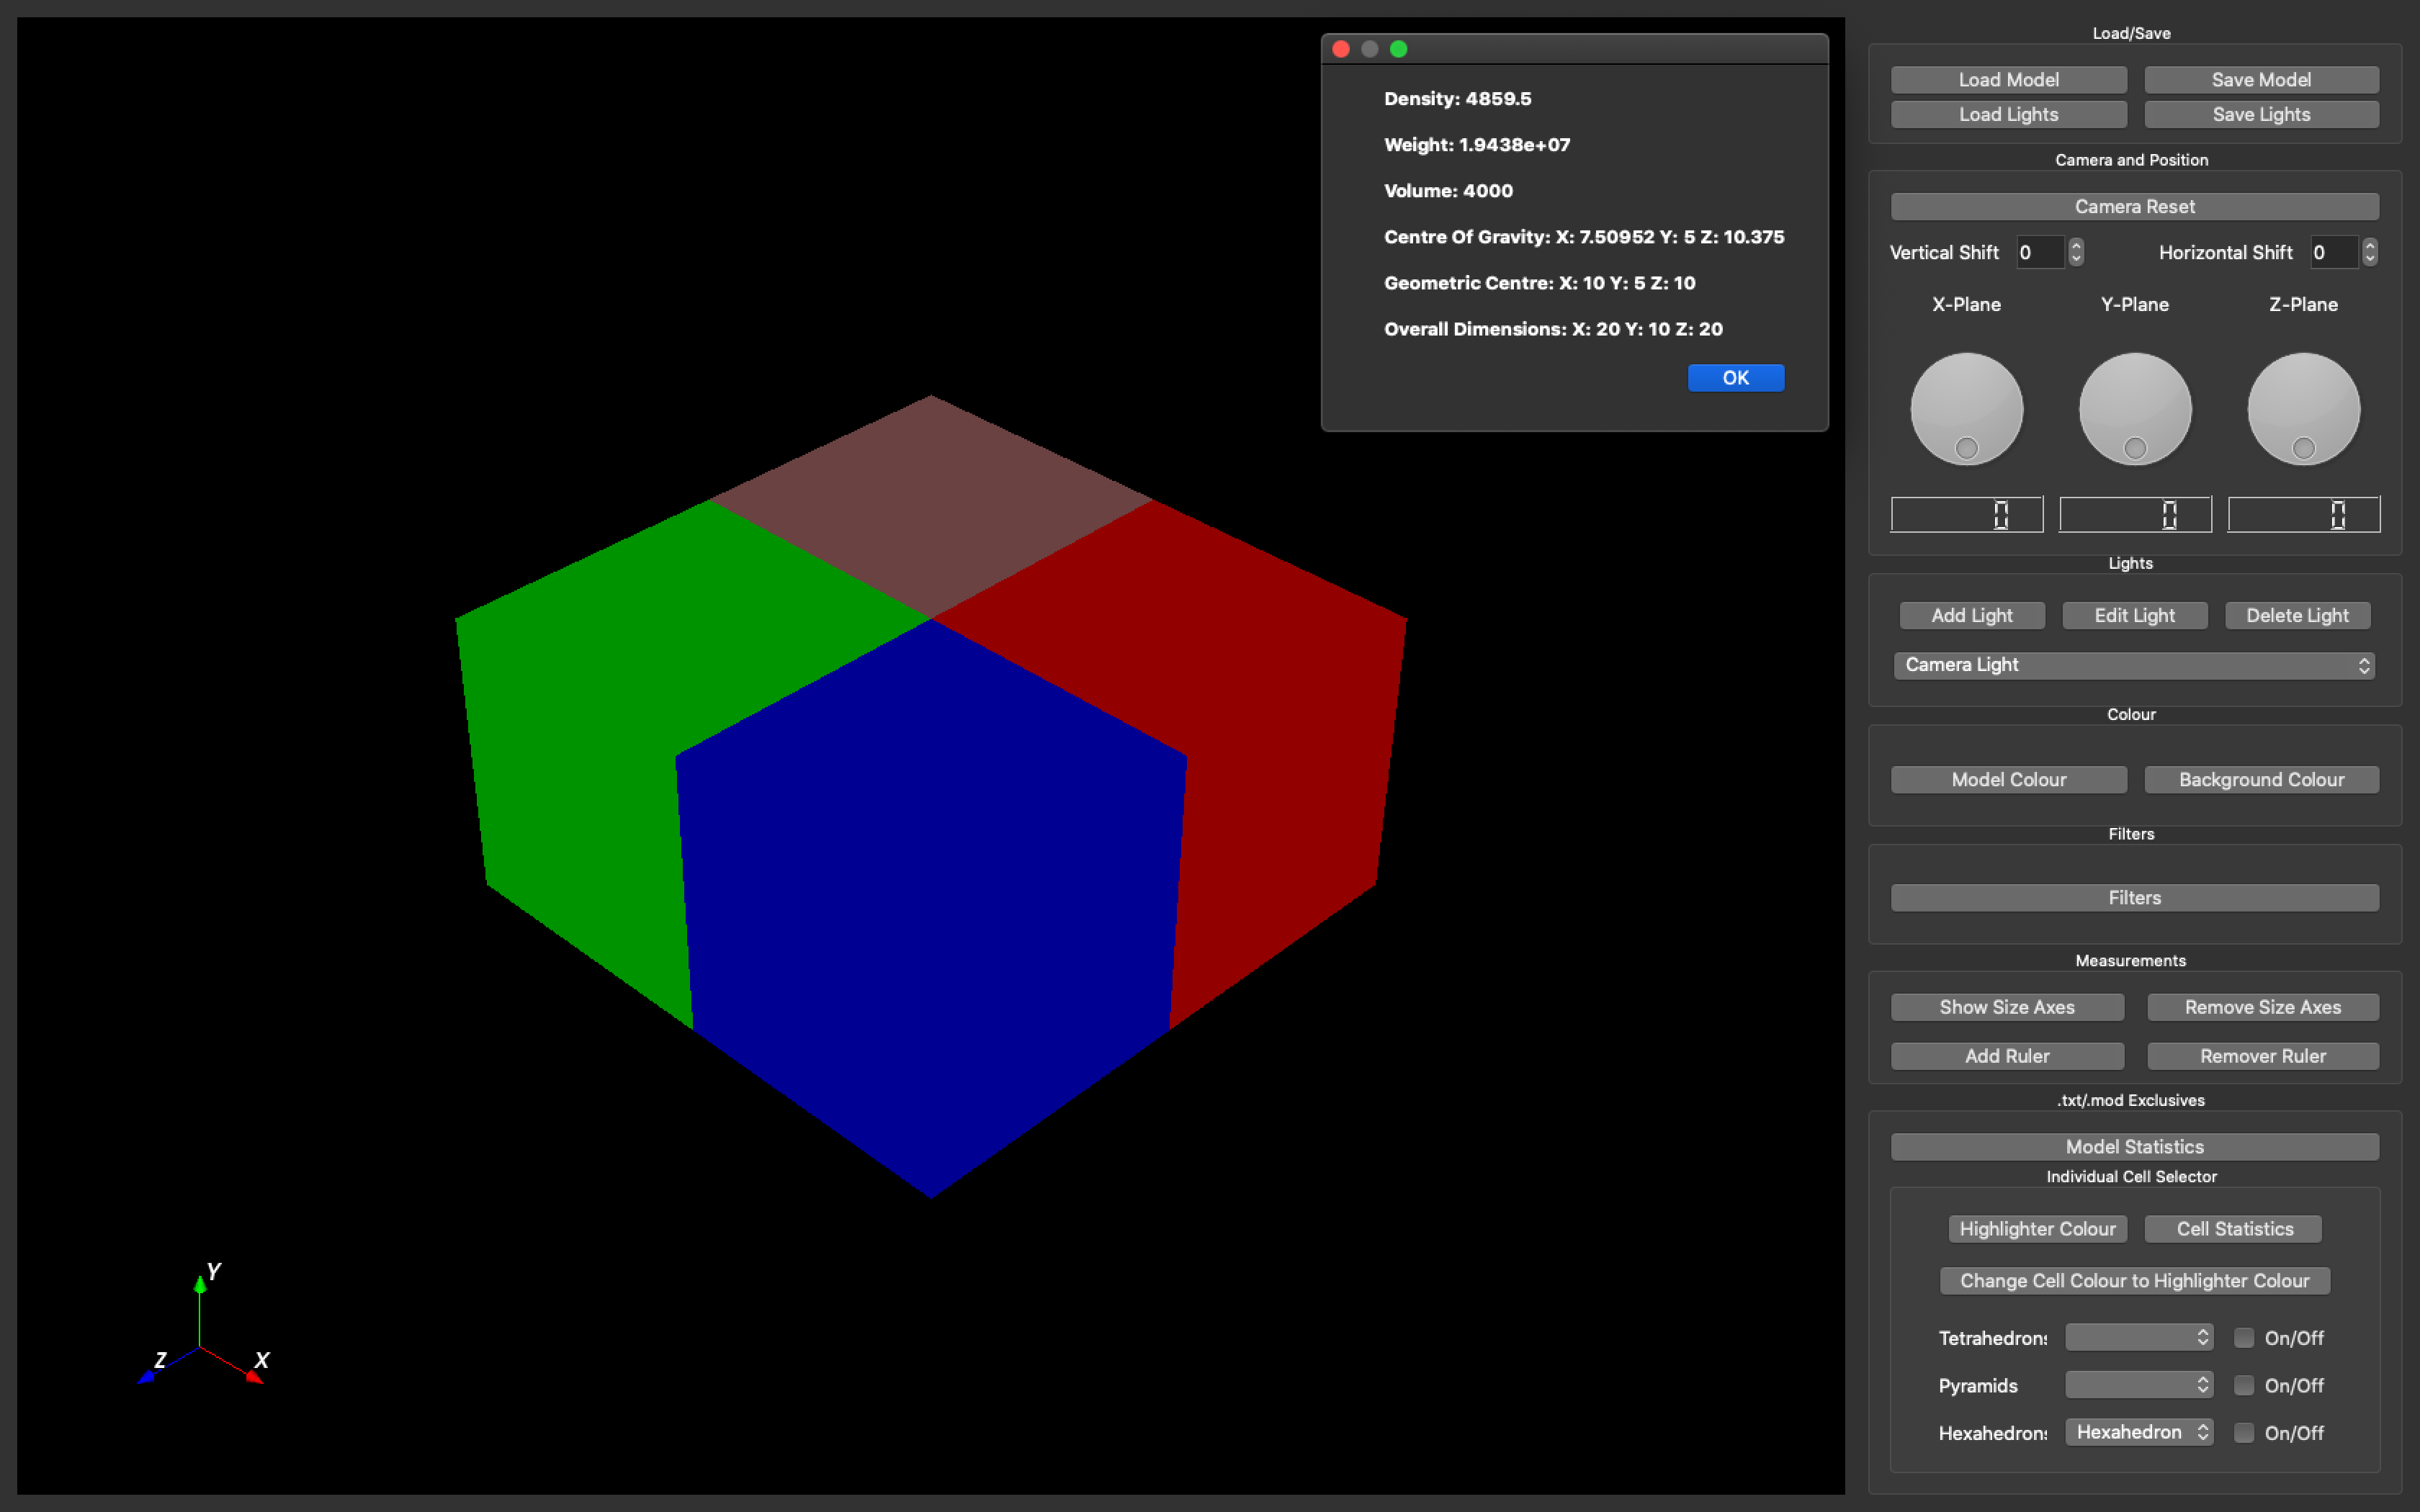 Density: 4859.5
Weight: 1.9438e+07
Volume: 4000
Centre Of Gravity: X: 7.50952 Y: 5 Z: 10.375
Geometric Centre: X: 10 Y: 5 Z: 10
Overall Dimensions: X: 20 Y: 10 Z: 20
OK
Y
Z X
Load/Save
Load Model Save Model
Load Lights Save Lights
Camera and Position
Camera Reset
Vertical Shift 0 Horizontal Shift 0
X-Plane Y-Plane Z-Plane
0 0 0
Lights
Add Light Edit Light Delete Light
Camera Light
Colour
Model Colour Background Colour
Filters
Filters
Measurements
Show Size Axes Remove Size Axes
Add Ruler Remover Ruler
.txt/.mod Exclusives
Model Statistics
Individual Cell Selector
Highlighter Colour Cell Statistics
Change Cell Colour to Highlighter Colour
Tetrahedrons On/Off
Pyramids On/Off
Hexahedrons Hexahedron On/Off